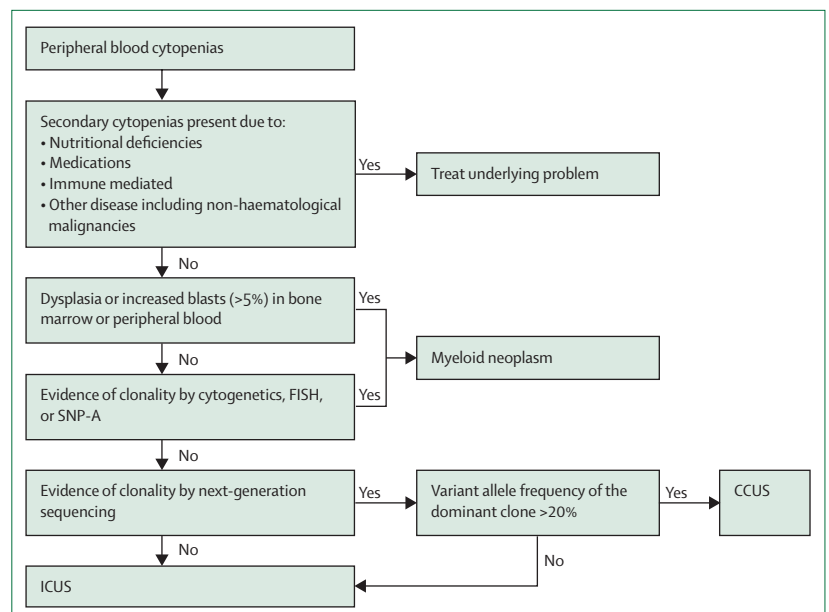 Peripheral blood cytopenias
Secondary cytopenias present due to:
• Nutritional deficiencies
• Medications
• Immune mediated
• Other disease including non-haematological
malignancies
Yes
Treat underlying problem
No
Dysplasia or increased blasts (>5%) in bone
marrow or peripheral blood
Yes
Myeloid neoplasm
No
Evidence of clonality by cytogenetics, FISH,
or SNP-A
Yes
No
Evidence of clonality by next-generation
sequencing
Yes
Variant allele frequency of the
dominant clone >20%
Yes
CCUS
No
No
ICUS